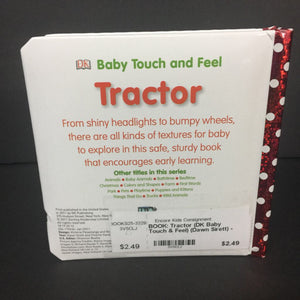 DK Baby Touch and Feel
Tractor
From shiny headlights to bumpy wheels,
there are all kinds of textures for baby
to explore in this safe, sturdy book
that encourages early learning.
Other titles in this series
Animals • Baby Animals • Bathtime • Bedtime
Christmas • Colors and Shapes • Farm • First Words
Park • Pets • Playtime • Puppies and Kittens
Things That Go • Trucks • Wild Animals
$2.49
Encore Kids Consignment
BOOK: Tractor (DK Baby
Touch & Feel) (Dawn Sirett) -
$2.49